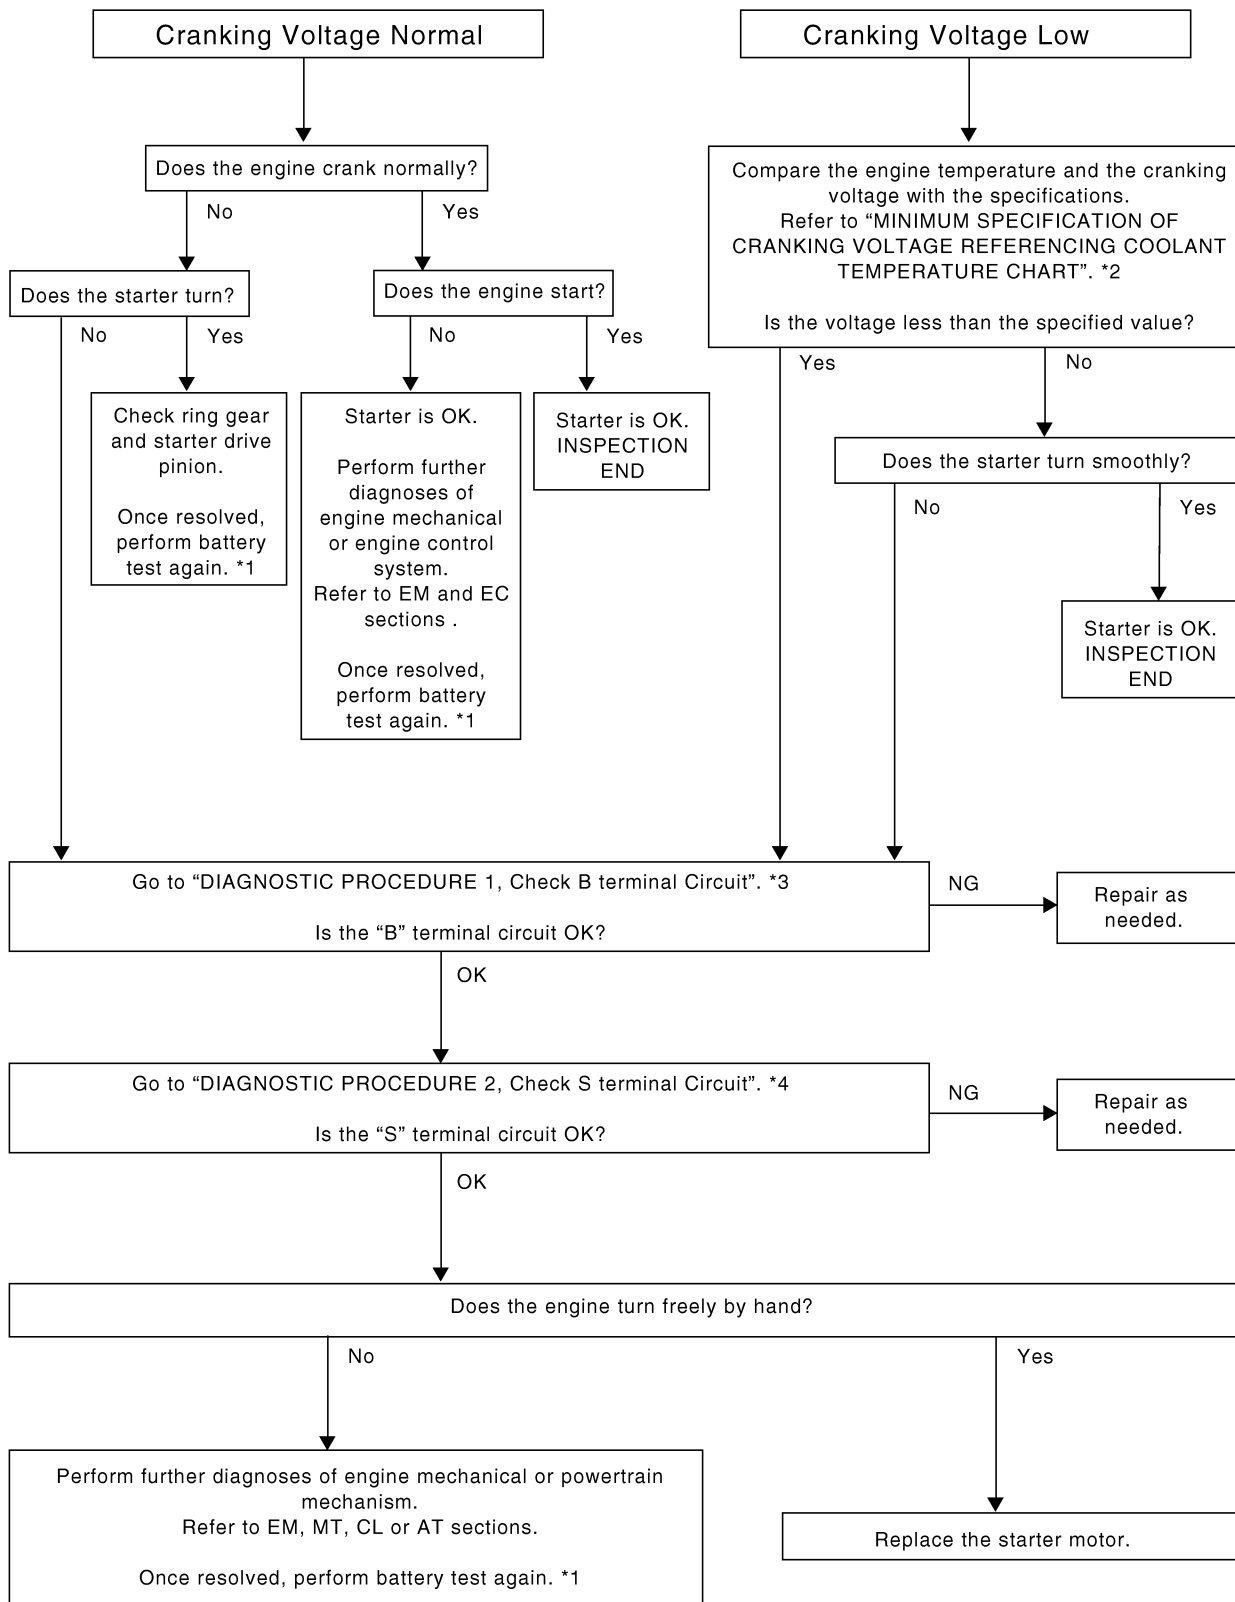 Cranking Voltage Normal
Cranking Voltage Low
Does the engine crank normally?
No
Yes
Does the starter turn?
No
Yes
Does the engine start?
No
Yes
Check ring gear
and starter drive
pinion.
Once resolved,
perform battery
test again. *1
Starter is OK.
Perform further
diagnoses of
engine mechanical
or engine control
system.
Refer to EM and EC
sections .
Once resolved,
perform battery
test again. *1
Starter is OK.
INSPECTION
END
Compare the engine temperature and the cranking
voltage with the specifications.
Refer to “MINIMUM SPECIFICATION OF
CRANKING VOLTAGE REFERENCING COOLANT
TEMPERATURE CHART”. *2
Is the voltage less than the specified value?
Yes
No
Does the starter turn smoothly?
No
Yes
Starter is OK.
INSPECTION
END
Go to “DIAGNOSTIC PROCEDURE 1, Check B terminal Circuit”. *3
Is the “B” terminal circuit OK?
NG
Repair as
needed.
OK
Go to “DIAGNOSTIC PROCEDURE 2, Check S terminal Circuit”. *4
Is the “S” terminal circuit OK?
NG
Repair as
needed.
OK
Does the engine turn freely by hand?
No
Yes
Perform further diagnoses of engine mechanical or powertrain
mechanism.
Refer to EM, MT, CL or AT sections.
Once resolved, perform battery test again. *1
Replace the starter motor.